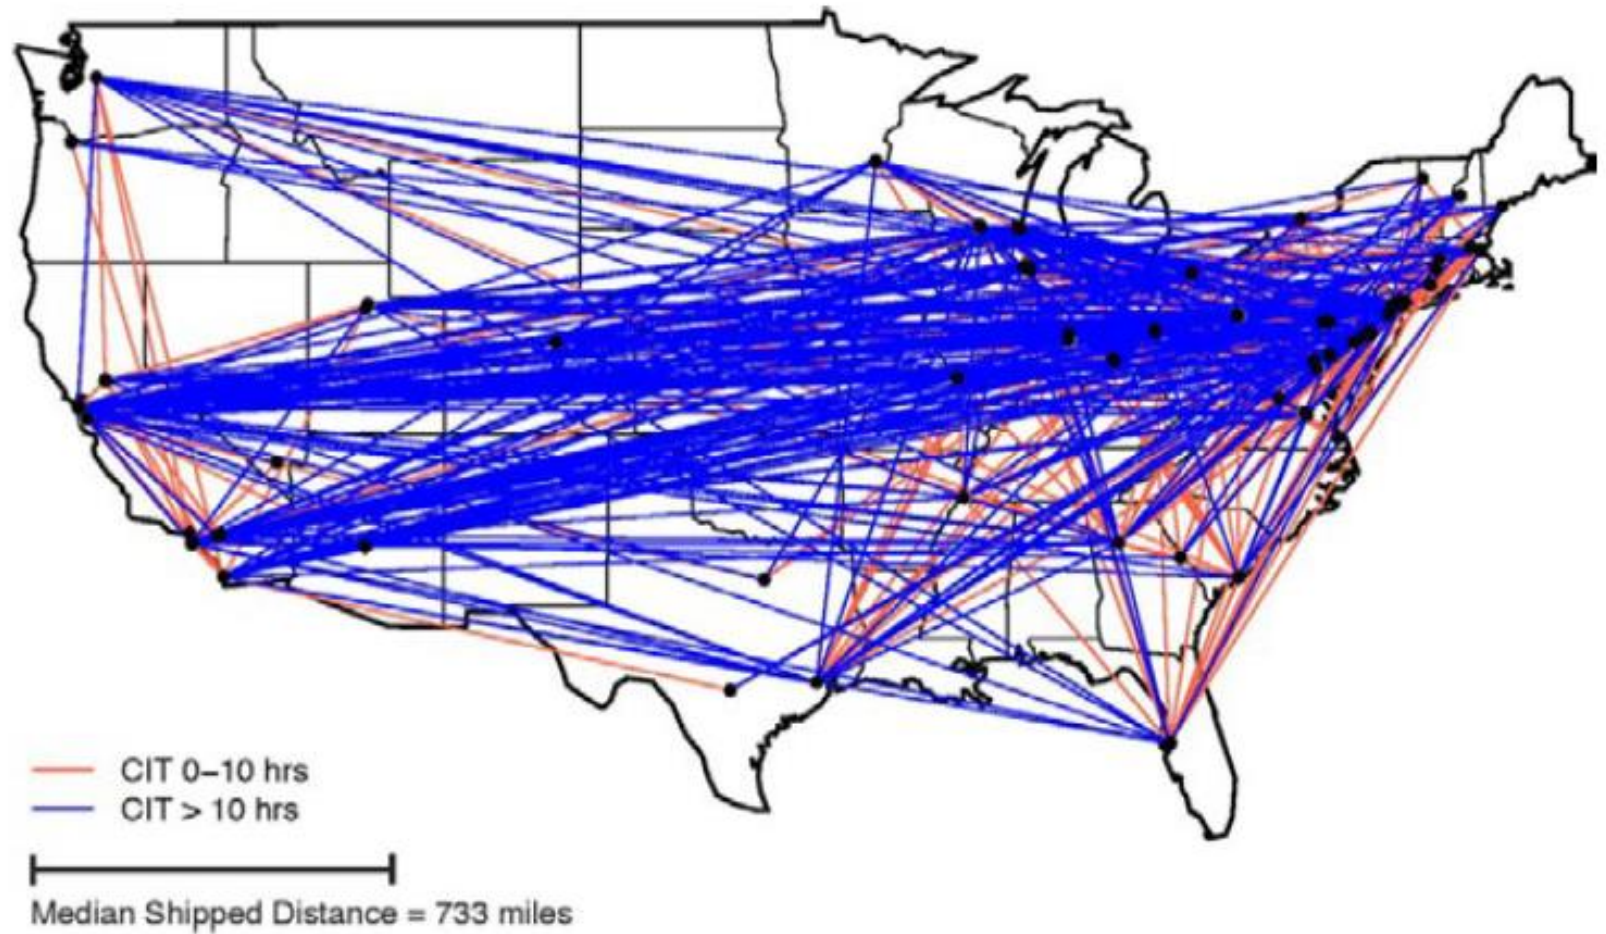 CIT 0–10 hrs
CIT > 10 hrs
Median Shipped Distance = 733 miles